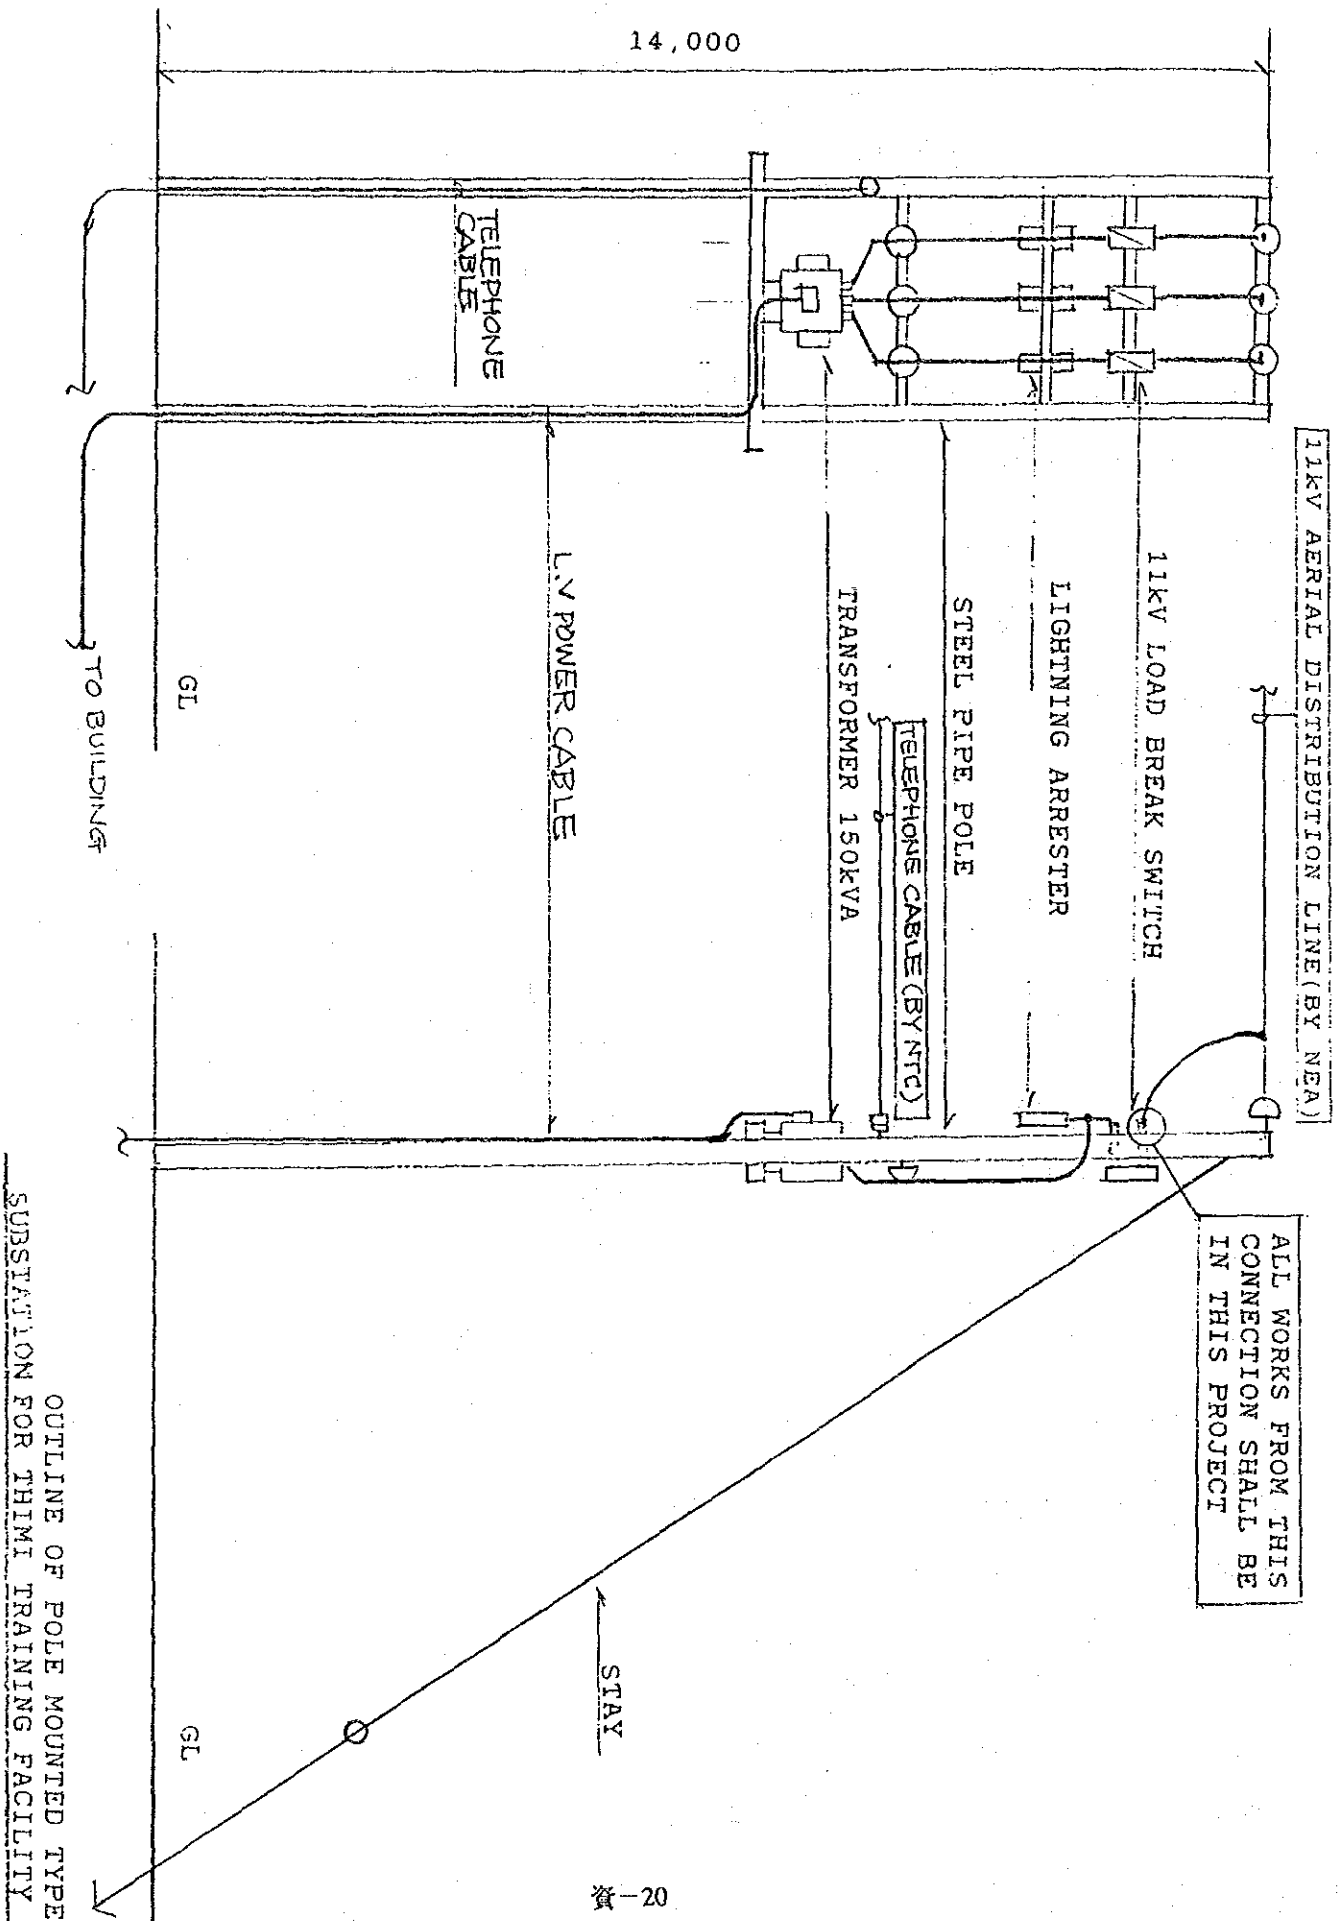 14,000
11kV AERIAL DISTRIBUTION LINE(BY NEA)
11kV LOAD BREAK SWITCH
LIGHTNING ARRESTER
STEEL PIPE POLE
TELEPHONE CABLE (BY NTC)
TRANSFORMER 150kVA
L.V POWER CABLE
TELEPHONE
CABLE
GL
TO BUILDING
ALL WORKS FROM THIS
CONNECTION SHALL BE
IN THIS PROJECT
STAY
GL
OUTLINE OF POLE MOUNTED TYPE
SUBSTATION FOR THIMI TRAINING FACILITY
資-20